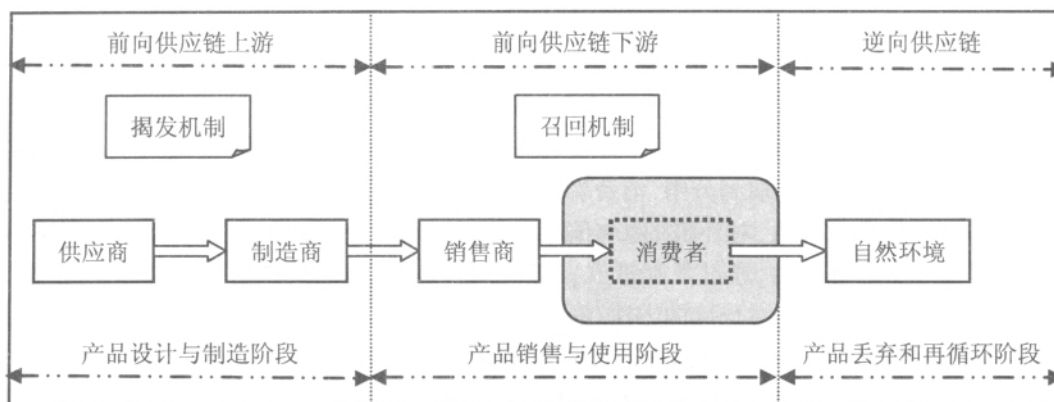 前向供应链上游 前向供应链下游 逆向供应链
揭发机制 召回机制
供应商 制造商 销售商 消费者 自然环境
产品设计与制造阶段 产品销售与使用阶段 产品丢弃和再循环阶段